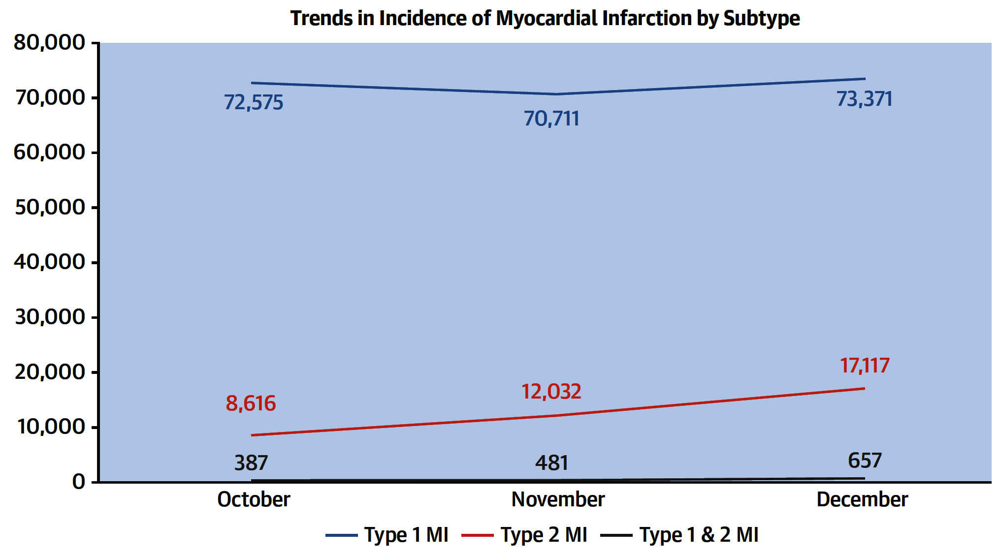 Trends in Incidence of Myocardial Infarction by Subtype
80,000
70,000
60,000
50,000
40,000
30,000
20,000
10,000
0
72,575
70,711
73,371
8,616
12,032
17,117
387
481
657
October
November
December
Type 1 MI
Type 2 MI
Type 1 & 2 MI